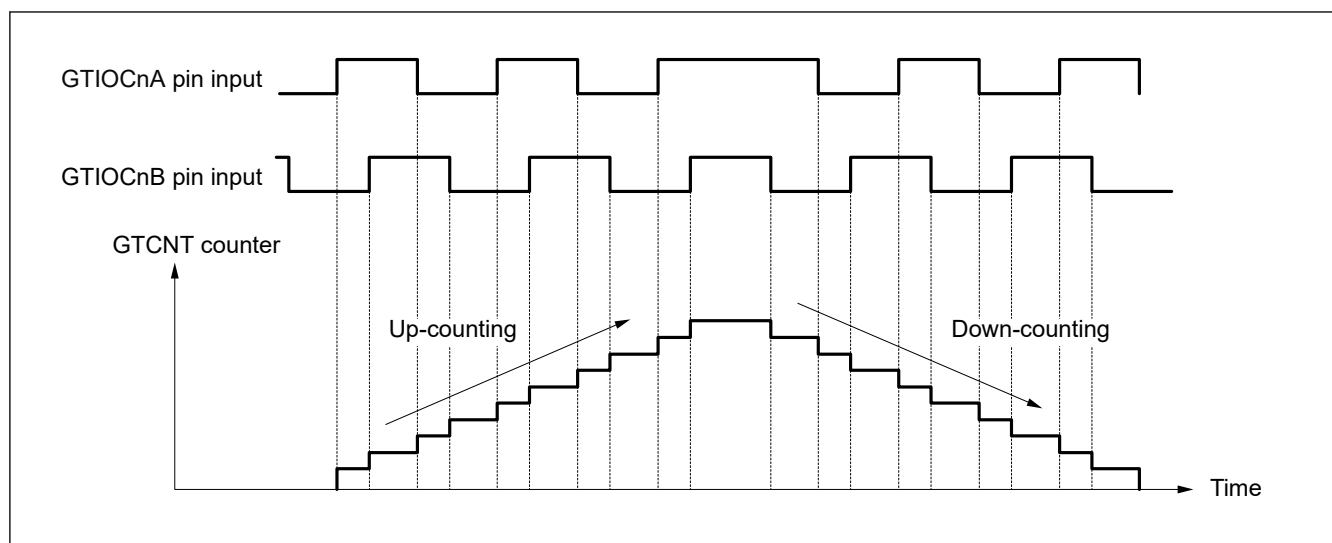 GTIOCnA pin input
GTIOCnB pin input
GTCNT counter
Up-counting
Down-counting
Time